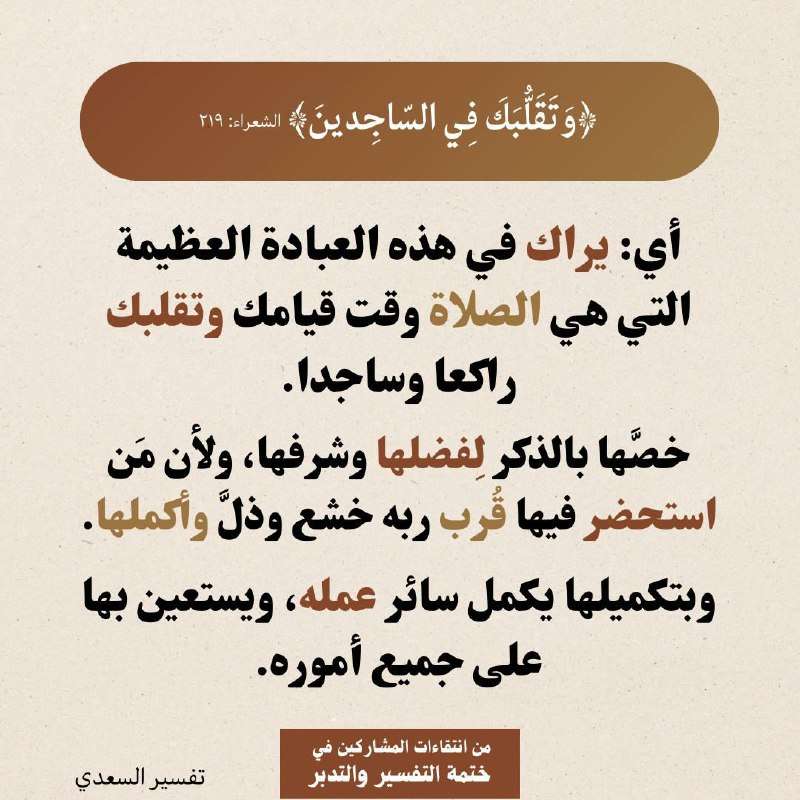 ﴿وَتَقَلُّبَكَ فِي السّاجِدينَ﴾ الشعراء: ٢١٩
أي: يراك في هذه العبادة العظيمة
التي هي الصلاة وقت قيامك وتقلبك
راكعا وساجدا.
خصَّها بالذكر لِفضلها وشرفها، ولأن مَن
استحضر فيها قُرب ربه خشع وذلَّ وأكملها.
وبتكميلها يكمل سائر عمله، ويستعين بها
على جميع أموره.
من انتقاءات المشاركين في
ختمة التفسير والتدبر
تفسير السعدي